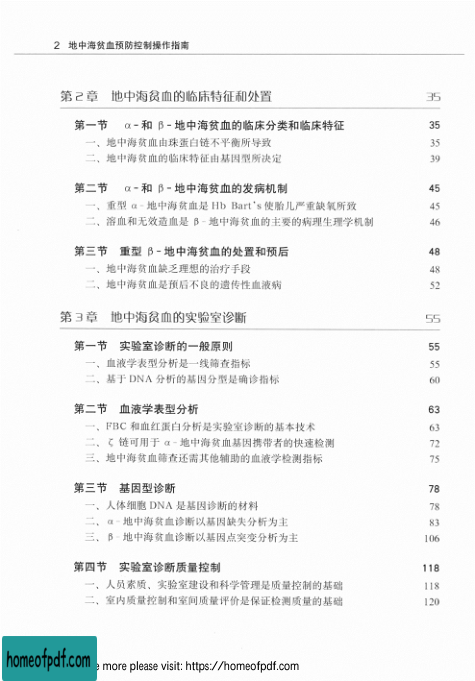 2 地中海贫血预防控制操作指南
第2章 地中海贫血的临床特征和处置 35
第一节 α-和 β-地中海贫血的临床分类和临床特征 35
一、地中海贫血由珠蛋白链不平衡所导致 35
二、地中海贫血的临床特征由基因型所决定 39
第二节 α-和 β-地中海贫血的发病机制 45
一、重型 α-地中海贫血是 Hb Bart's 使胎儿严重缺氧所致 45
二、溶血和无效造血是 β-地中海贫血的主要的病理生理学机制 46
第三节 重型 β-地中海贫血的处置和预后 48
一、地中海贫血缺乏理想的治疗手段 48
二、地中海贫血是预后不良的遗传性血液病 52
第3章 地中海贫血的实验室诊断 55
第一节 实验室诊断的一般原则 55
一、血液学表型分析是一线筛查指标 55
二、基于 DNA 分析的基因分型是确诊指标 60
第二节 血液学表型分析 63
一、FBC 和血红蛋白分析是实验室诊断的基本技术 63
二、ζ 链可用于 α-地中海贫血基因携带者的快速检测 72
三、地中海贫血筛查还需其他辅助的血液学检测指标 75
第三节 基因型诊断 78
一、人体细胞 DNA 是基因诊断的材料 78
二、α-地中海贫血诊断以基因缺失分析为主 83
三、β-地中海贫血诊断以基因点突变分析为主 106
第四节 实验室诊断质量控制 118
一、人员素质、实验室建设和科学管理是质量控制的基础 118
二、室内质量控制和室间质量评价是保证检测质量的基础 120
homeofpdf.com
more please visit: https://homeofpdf.com